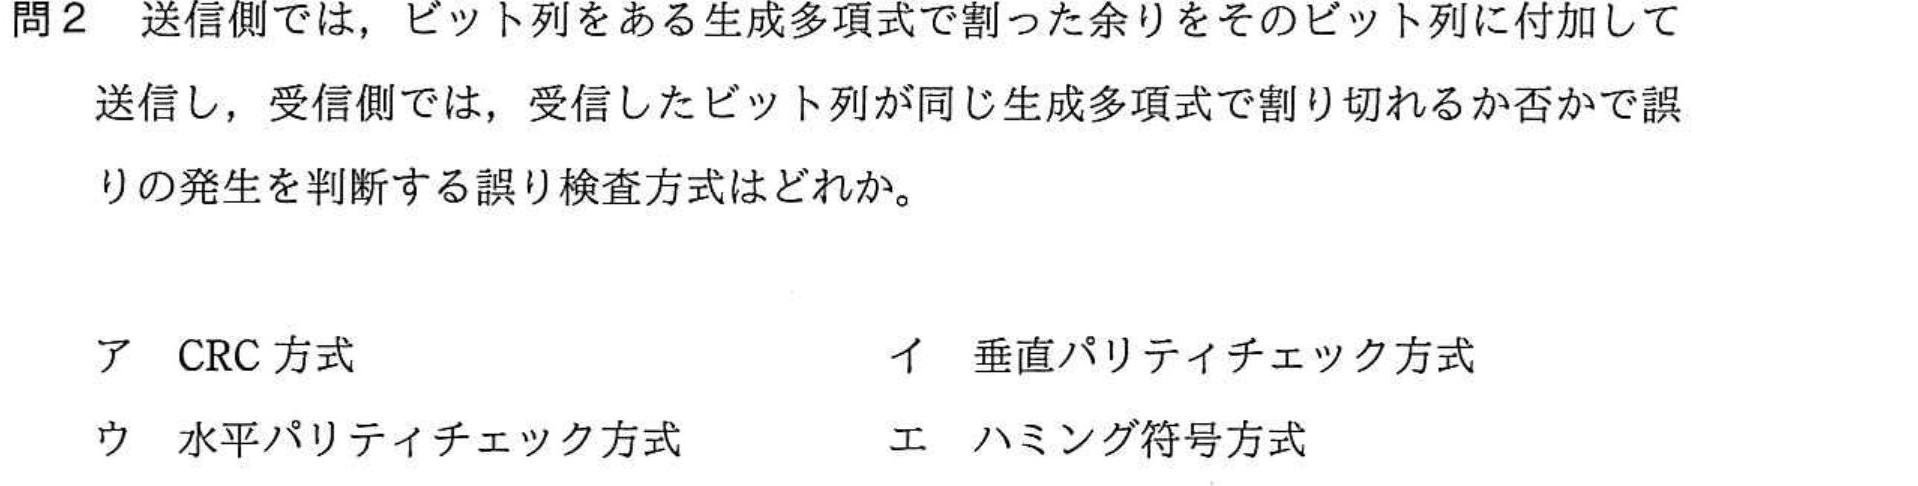 問2 送信側では，ビット列をある生成多項式で割った余りをそのビット列に付加して
送信し，受信側では，受信したビット列が同じ生成多項式で割り切れるか否かで誤
りの発生を判断する誤り検査方式はどれか。
ア CRC 方式 イ 垂直パリティチェック方式
ウ 水平パリティチェック方式 エ ハミング符号方式